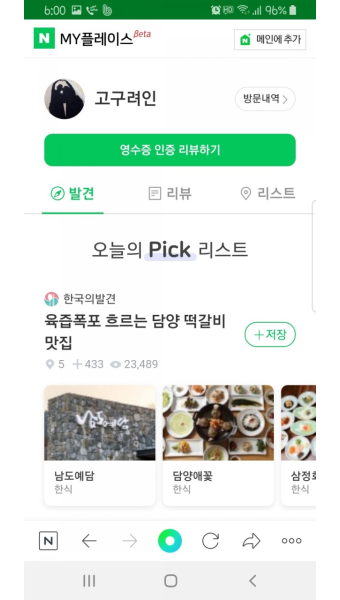 6:00 96%
N MY플레이스 Beta 메인에 추가
고구려인 방문내역
영수증 인증 리뷰하기
발견 리뷰 리스트
오늘의 Pick 리스트
한국의발견
육즙폭포 흐르는 담양 떡갈비
맛집
+저장
5 +433 23,489
남도예담
남도예담 담양애꽃
한식 한식 한식
N